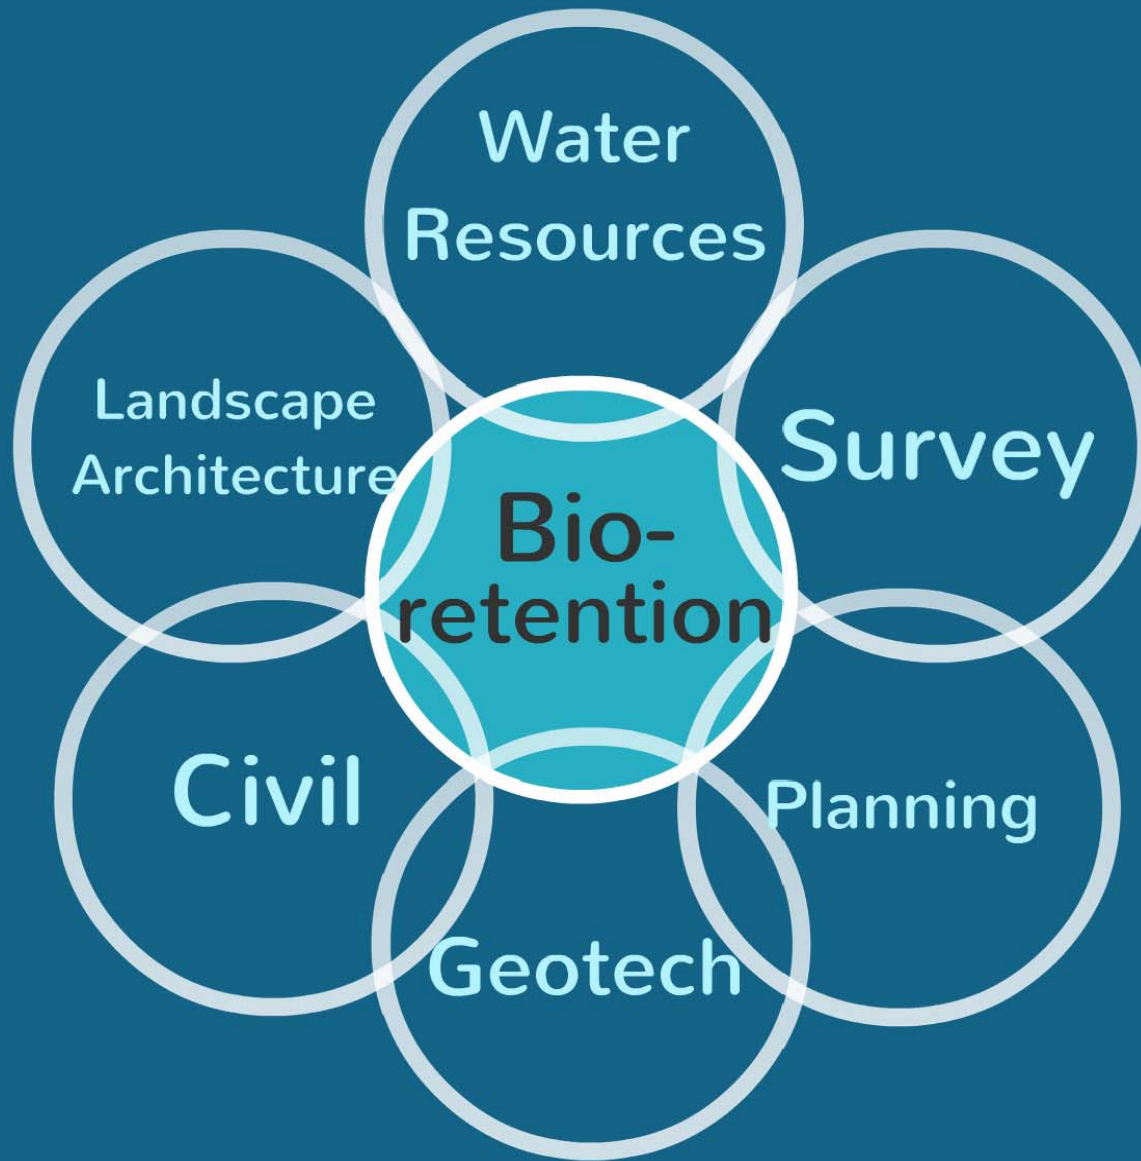 Water
Resources
Landscape
Architecture
Survey
Bio-
retention
Civil
Planning
Geotech